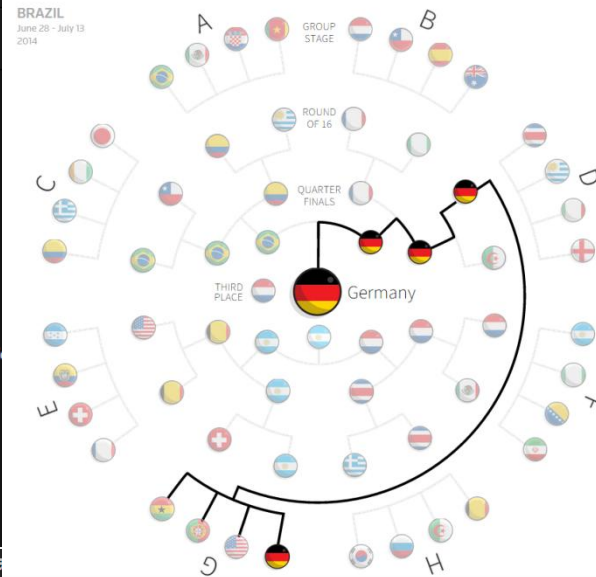 BRAZIL
June 28 - July 13
2014
A
B
GROUP
STAGE
ROUND
OF 16
C
D
QUARTER
FINALS
THIRD
PLACE
Germany
E
F
G
H